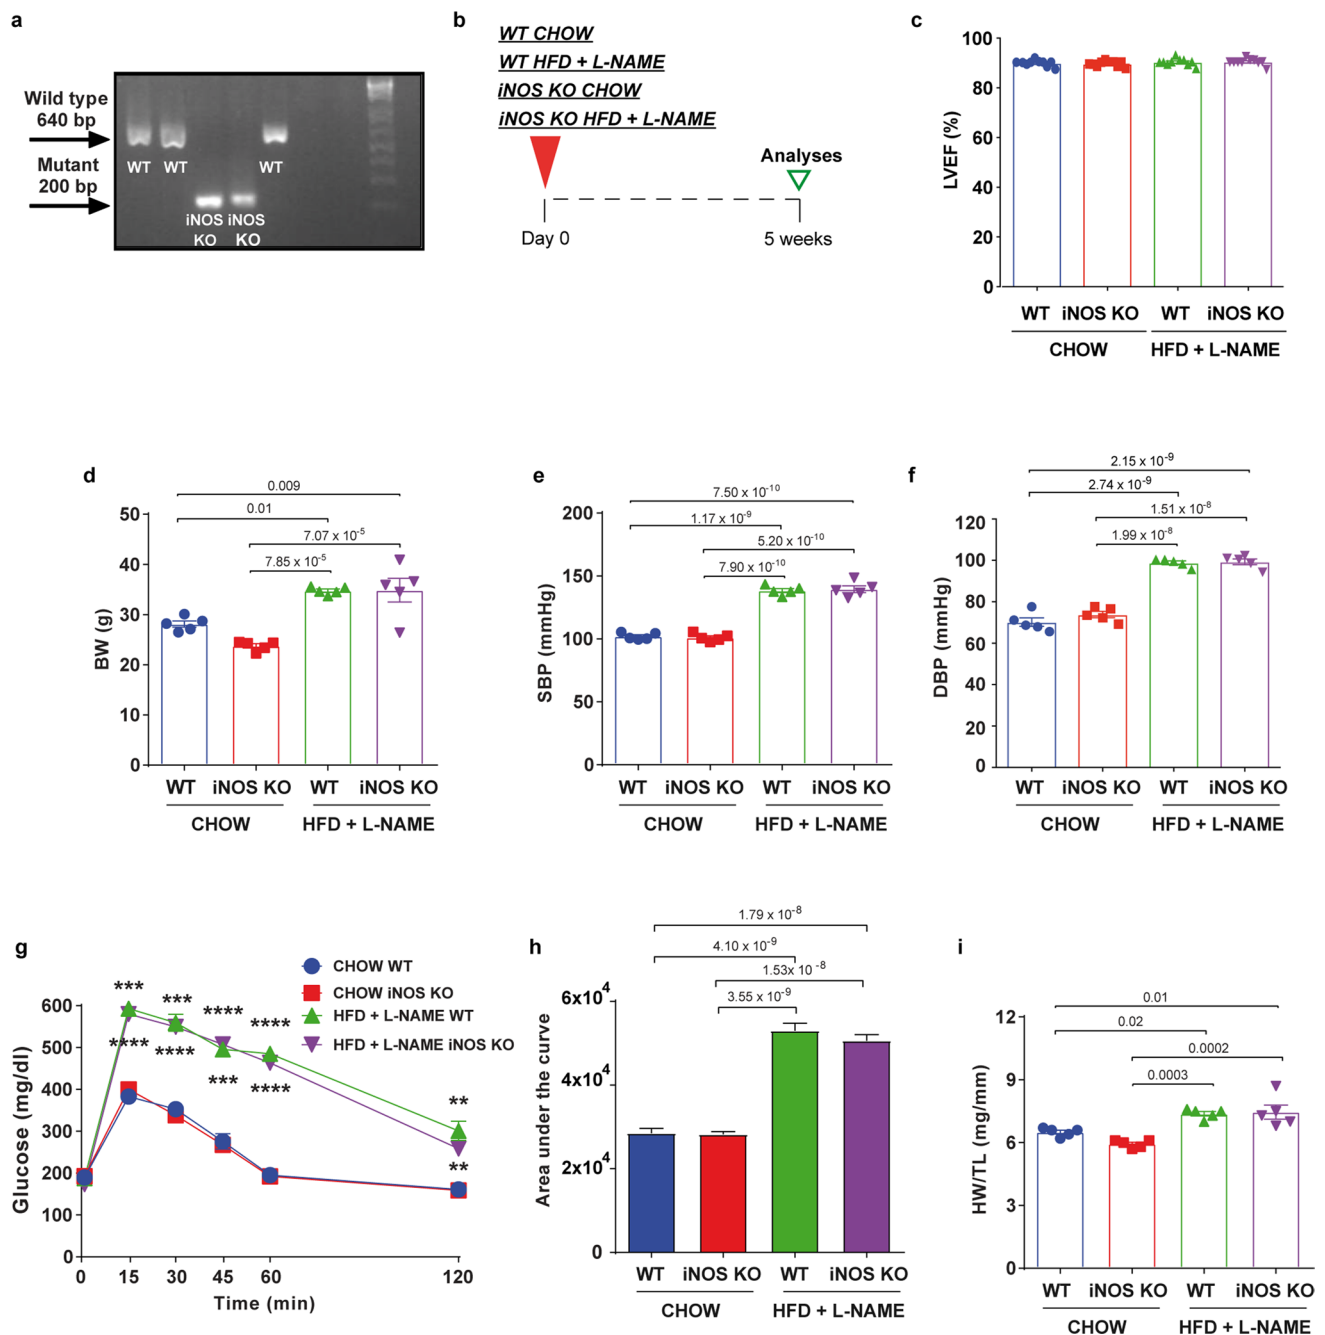 a
Wild type
640 bp
Mutant
200 bp
WT
WT
WT
iNOS
KO
iNOS
KO
b
WT CHOW
WT HFD + L-NAME
iNOS KO CHOW
iNOS KO HFD + L-NAME
Analyses
Day 0
5 weeks
c
LVEF (%)
100
80
60
40
20
0
WT iNOS KO WT iNOS KO
CHOW HFD + L-NAME
d
0.009
0.01
7.07 x 10-5
7.85 x 10-5
BW (g)
50
40
30
20
10
0
WT iNOS KO WT iNOS KO
CHOW HFD + L-NAME
e
7.50 x 10-10
1.17 x 10-9
5.20 x 10-10
7.90 x 10-10
SBP (mmHg)
200
150
100
50
0
WT iNOS KO WT iNOS KO
CHOW HFD + L-NAME
f
2.15 x 10-9
2.74 x 10-9
1.51 x 10-8
1.99 x 10-8
DBP (mmHg)
120
100
80
60
40
20
0
WT iNOS KO WT iNOS KO
CHOW HFD + L-NAME
g
CHOW WT
CHOW iNOS KO
HFD + L-NAME WT
HFD + L-NAME iNOS KO
Glucose (mg/dl)
600
500
400
300
200
100
0
*** *** **** **** **
**** **** *** **** **
0 15 30 45 60 120
Time (min)
h
1.79 x 10-8
4.10 x 10-9
1.53x 10 -8
3.55 x 10-9
Area under the curve
6x104
4x104
2x104
0
WT iNOS KO WT iNOS KO
CHOW HFD + L-NAME
i
0.01
0.02
0.0002
0.0003
HW/TL (mg/mm)
12
9
6
3
0
WT iNOS KO WT iNOS KO
CHOW HFD + L-NAME